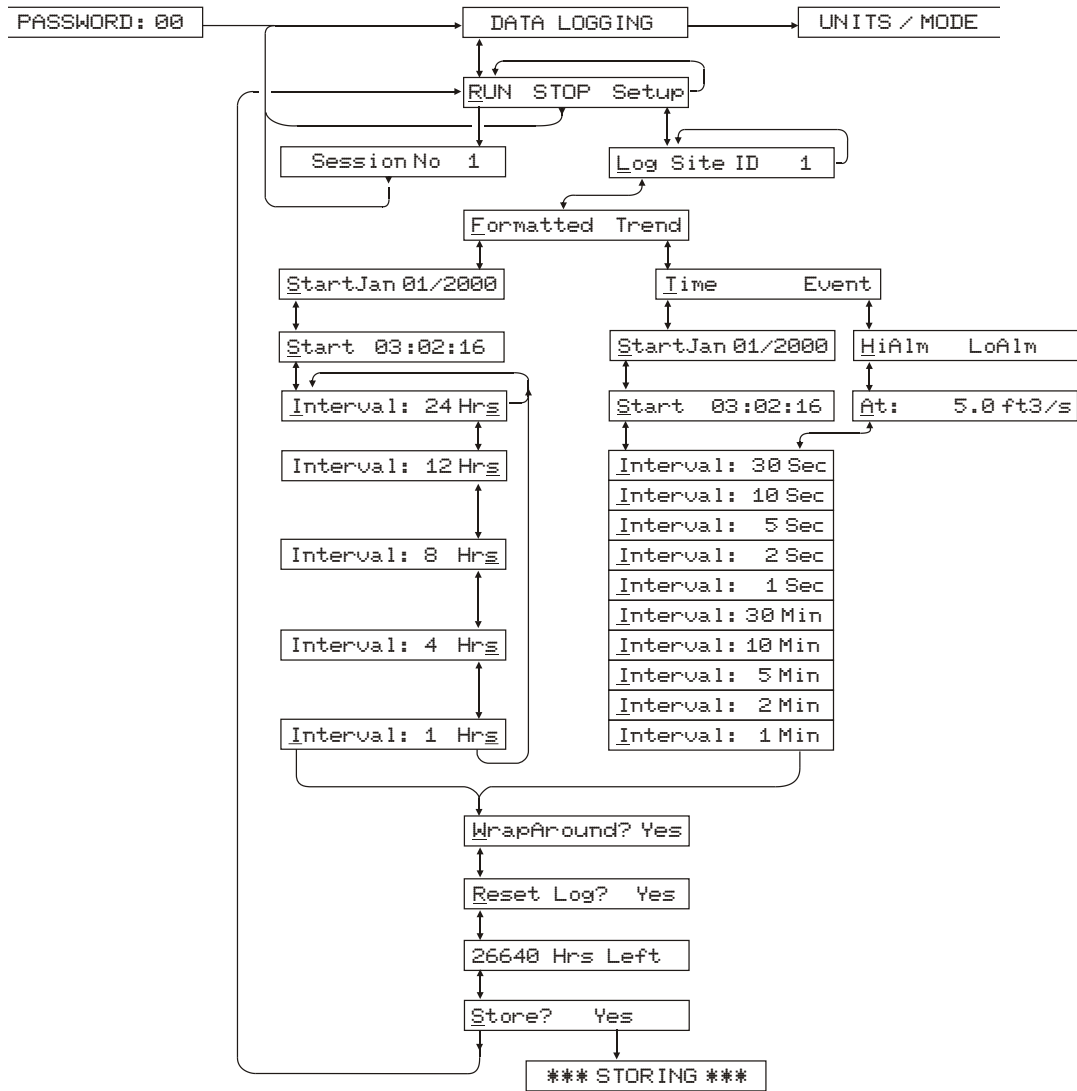 PASSWORD: 00
DATA LOGGING
UNITS / MODE
RUN STOP Setup
Session No 1
Log Site ID 1
Formatted Trend
StartJan 01/2000
Time Event
Start 03:02:16
StartJan 01/2000
HiAlm LoAlm
Interval: 24 Hrs
Start 03:02:16
At: 5.0 ft3/s
Interval: 12 Hrs
Interval: 8 Hrs
Interval: 4 Hrs
Interval: 1 Hrs
Interval: 30 Sec
Interval: 10 Sec
Interval: 5 Sec
Interval: 2 Sec
Interval: 1 Sec
Interval: 30 Min
Interval: 10 Min
Interval: 5 Min
Interval: 2 Min
Interval: 1 Min
WrapAround? Yes
Reset Log? Yes
26640 Hrs Left
Store? Yes
*** STORING ***